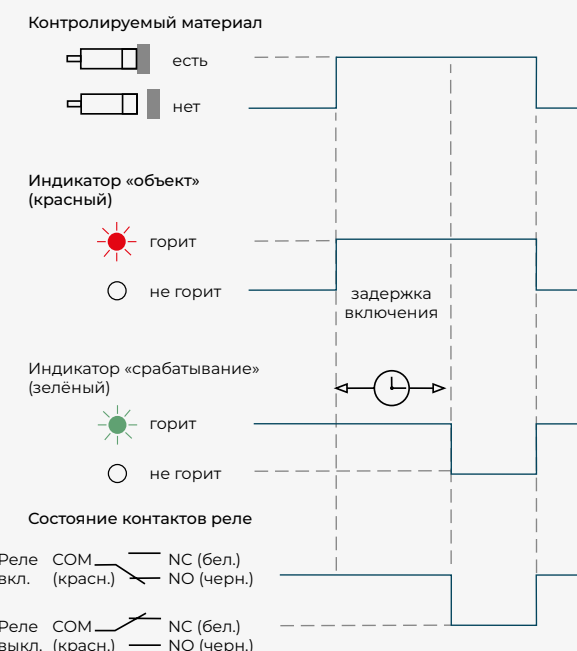 Контролируемый материал
есть
нет
Индикатор «объект»
(красный)
горит
не горит
задержка
включения
Индикатор «срабатывание»
(зелёный)
горит
не горит
Состояние контактов реле
Реле COM NC (бел.)
вкл. (красн.) NO (черн.)
Реле COM NC (бел.)
выкл. (красн.) NO (черн.)